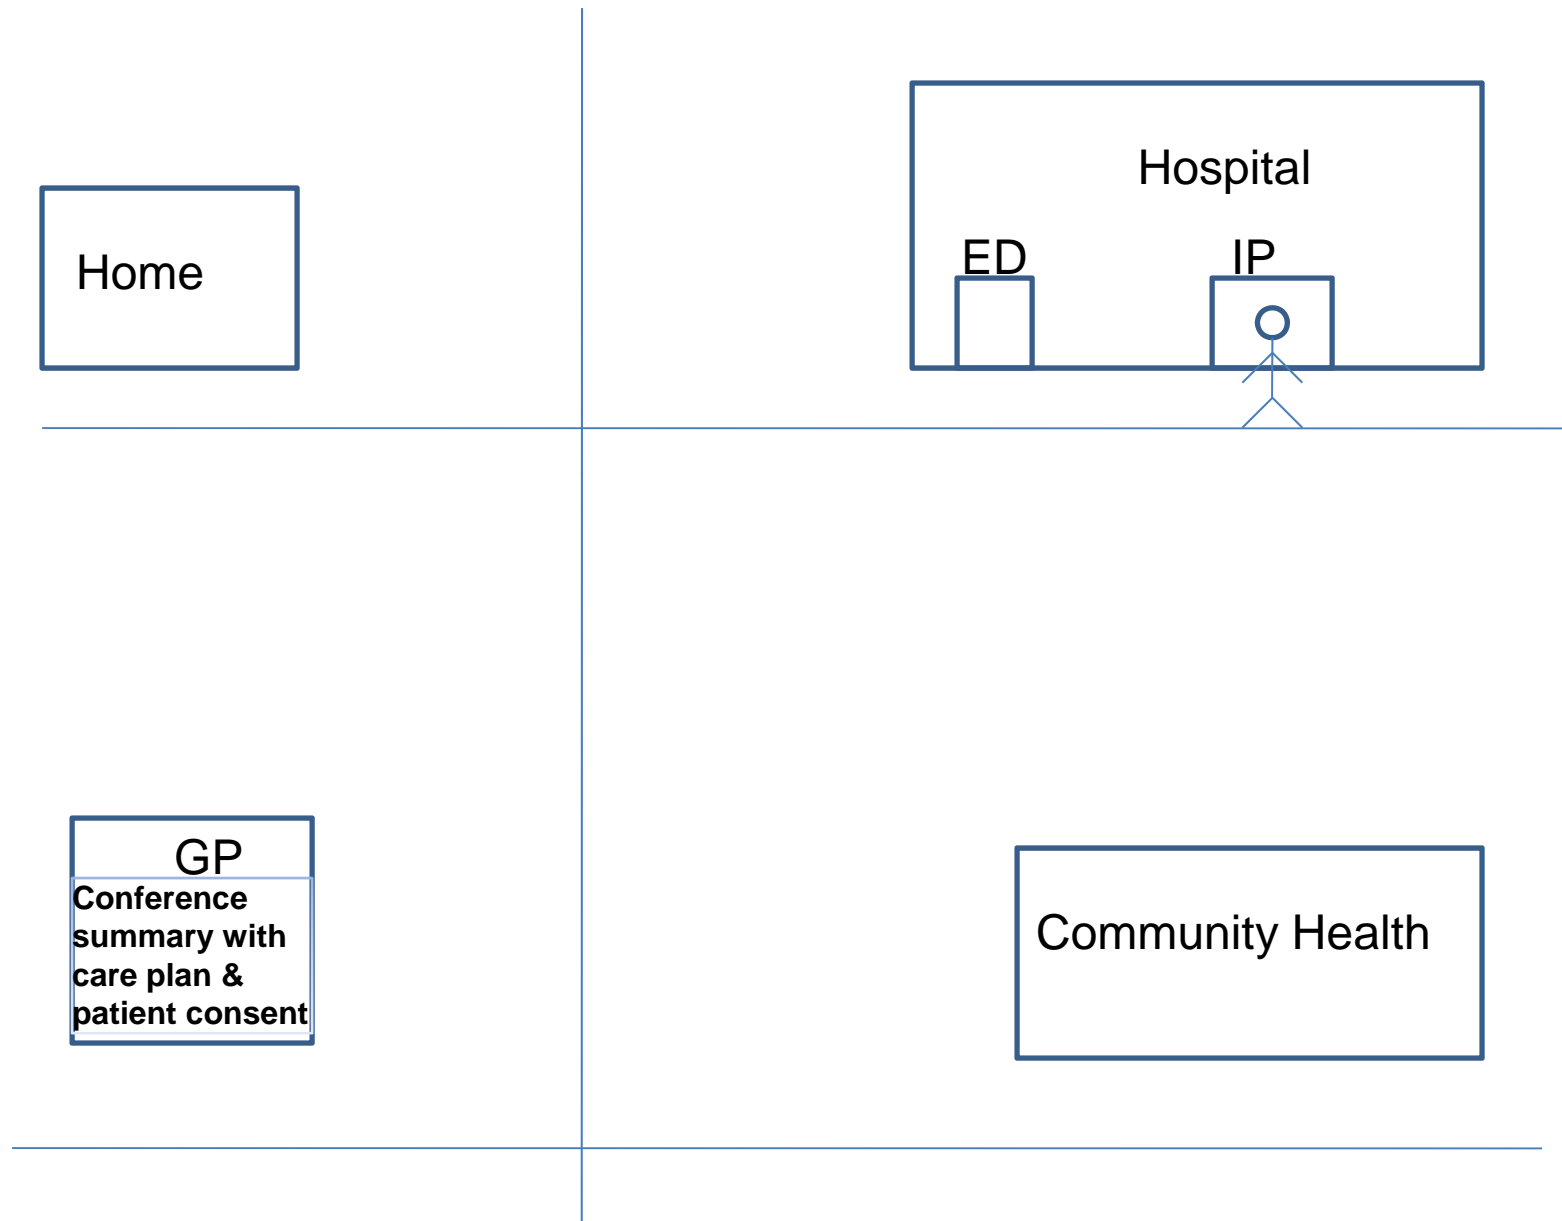 Hospital
ED
IP
Home
GP
Conference
summary with
care plan &
patient consent
Community Health